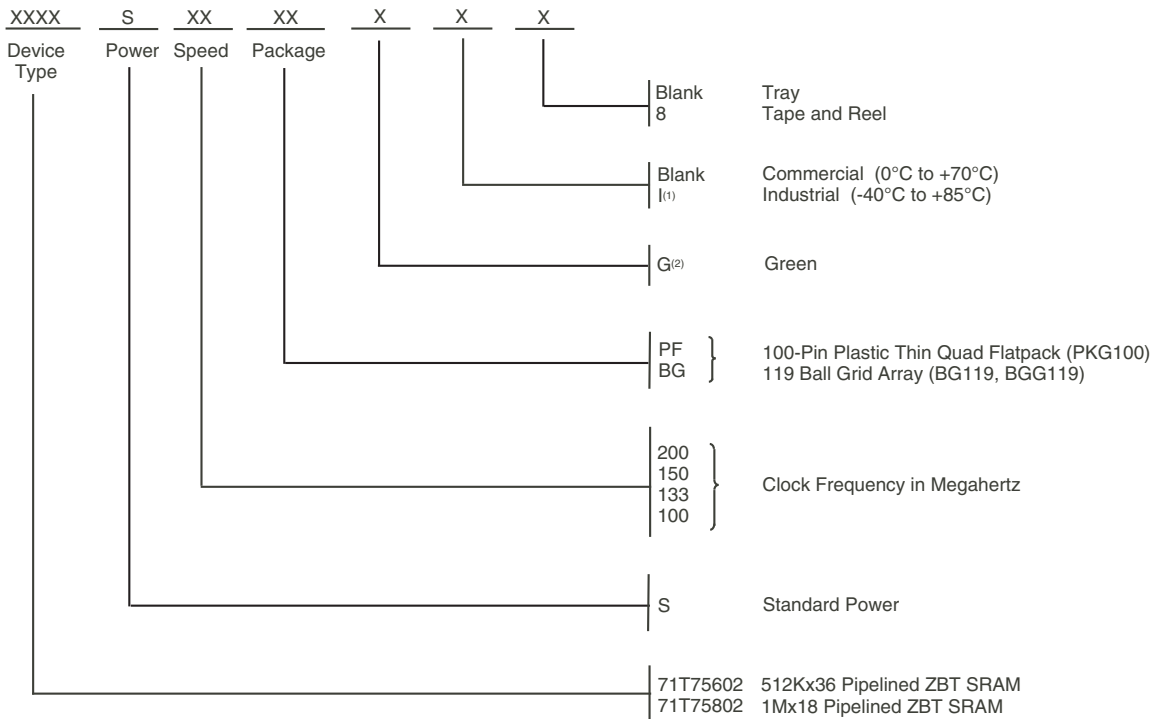 XXXX S XX XX X X X
Device Type Power Speed Package
Blank Tray
8 Tape and Reel
Blank Commercial (0°C to +70°C)
I(1) Industrial (-40°C to +85°C)
G(2) Green
PF 100-Pin Plastic Thin Quad Flatpack (PKG100)
BG 119 Ball Grid Array (BG119, BGG119)
200
150
133
100
Clock Frequency in Megahertz
S Standard Power
71T75602 512Kx36 Pipelined ZBT SRAM
71T75802 1Mx18 Pipelined ZBT SRAM